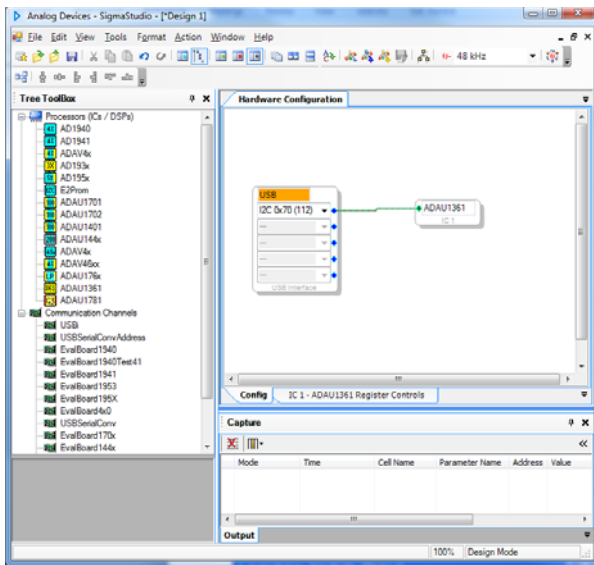 Analog Devices - SigmaStudio - [*Design 1]
File Edit View Tools Format Action Window Help
48 kHz
Tree ToolBox
Processors (ICs / DSPs)
AD1940
AD1941
ADAV4x
AD193x
AD195x
E2Prom
ADAU1701
ADAU1702
ADAU1401
ADAU144x
ADAV4x
ADAV46xx
ADAU176x
ADAU1361
ADAU1781
Communication Channels
USBi
USBSerialConvAddress
EvalBoard1940
EvalBoard1940Test41
EvalBoard1941
EvalBoard1953
EvalBoard195X
EvalBoard4x0
USBSerialConv
EvalBoard170x
EvalBoard144x
Hardware Configuration
USB
I2C 0x70 (112)
USB Interface
ADAU1361
IC 1
Config IC 1 - ADAU1361 Register Controls
Capture
Mode Time Cell Name Parameter Name Address Value
Output
100% Design Mode